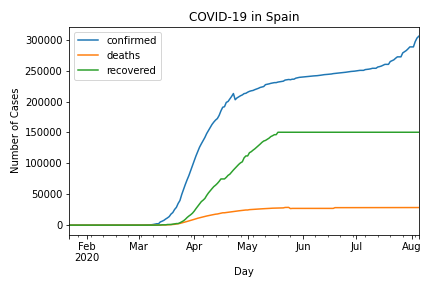 COVID-19 in Spain
confirmed
deaths
recovered
Number of Cases
300000
250000
200000
150000
100000
50000
0
Feb Mar Apr May Jun Jul Aug
2020
Day